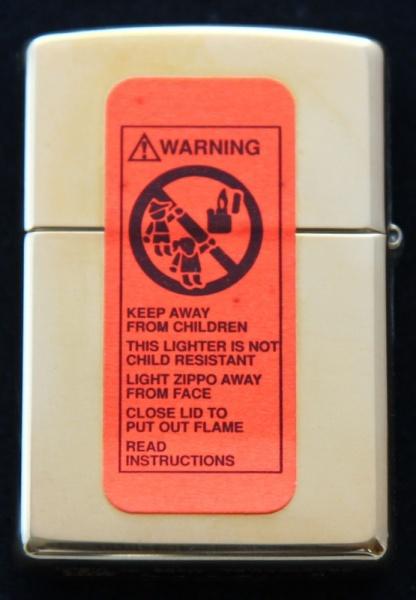 WARNING
KEEP AWAY
FROM CHILDREN
THIS LIGHTER IS NOT
CHILD RESISTANT
LIGHT ZIPPO AWAY
FROM FACE
CLOSE LID TO
PUT OUT FLAME
READ
INSTRUCTIONS